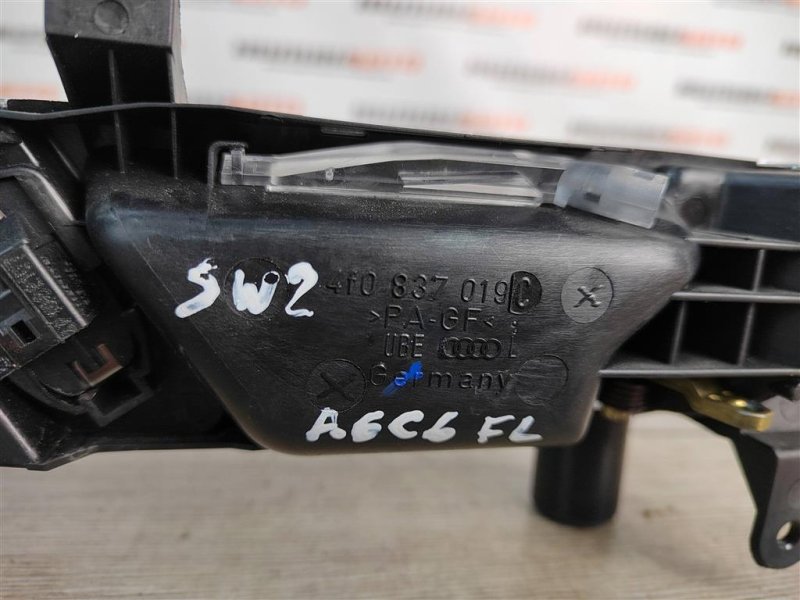 SW2
4F0 837 019 C
>PA-GF<
UBE L
Germany
A6C6 FL